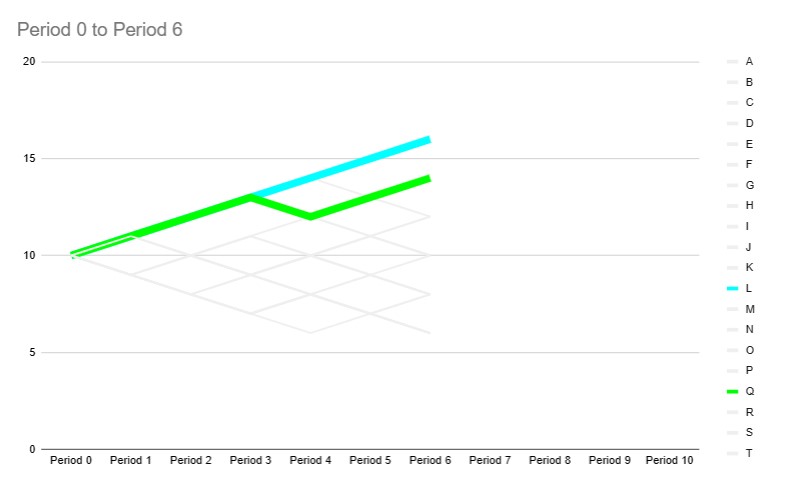 Period 0 to Period 6
20
15
10
5
0
Period 0 Period 1 Period 2 Period 3 Period 4 Period 5 Period 6 Period 7 Period 8 Period 9 Period 10
A
B
C
D
E
F
G
H
I
J
K
L
M
N
O
P
Q
R
S
T